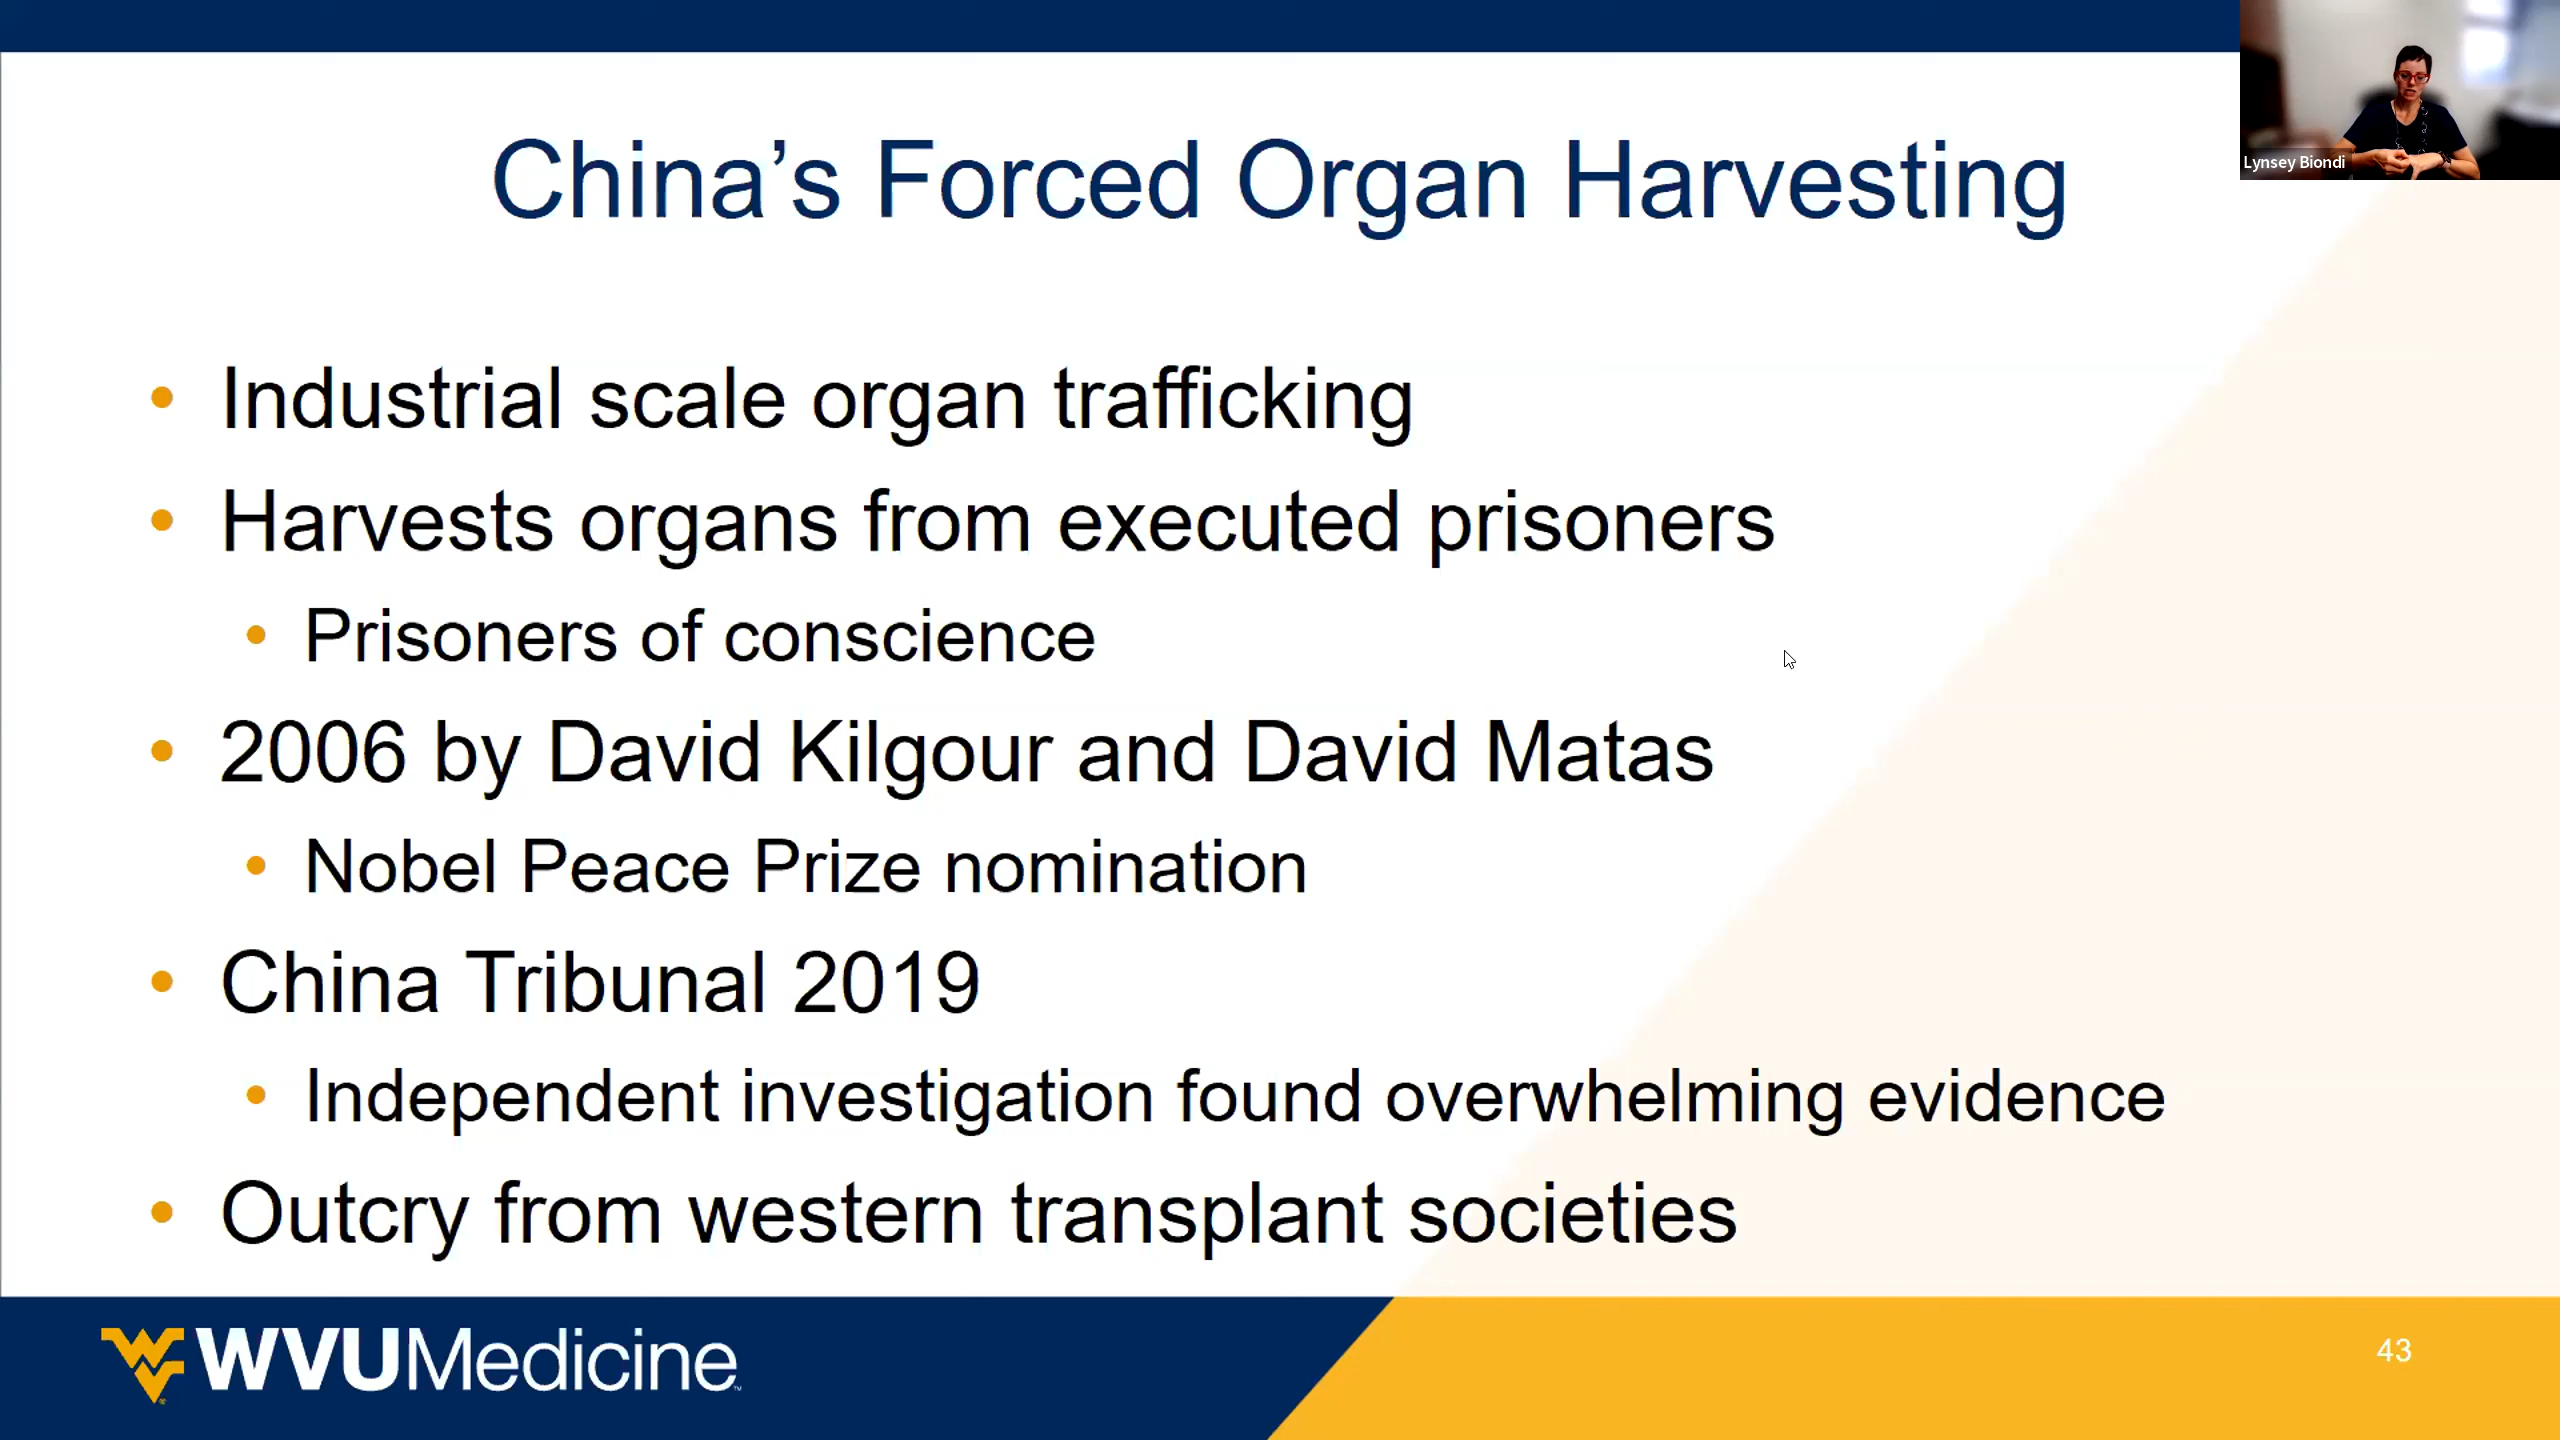 Lynsey Biondi
China’s Forced Organ Harvesting
• Industrial scale organ trafficking
• Harvests organs from executed prisoners
• Prisoners of conscience
• 2006 by David Kilgour and David Matas
• Nobel Peace Prize nomination
• China Tribunal 2019
• Independent investigation found overwhelming evidence
• Outcry from western transplant societies
WVUMedicine™
43